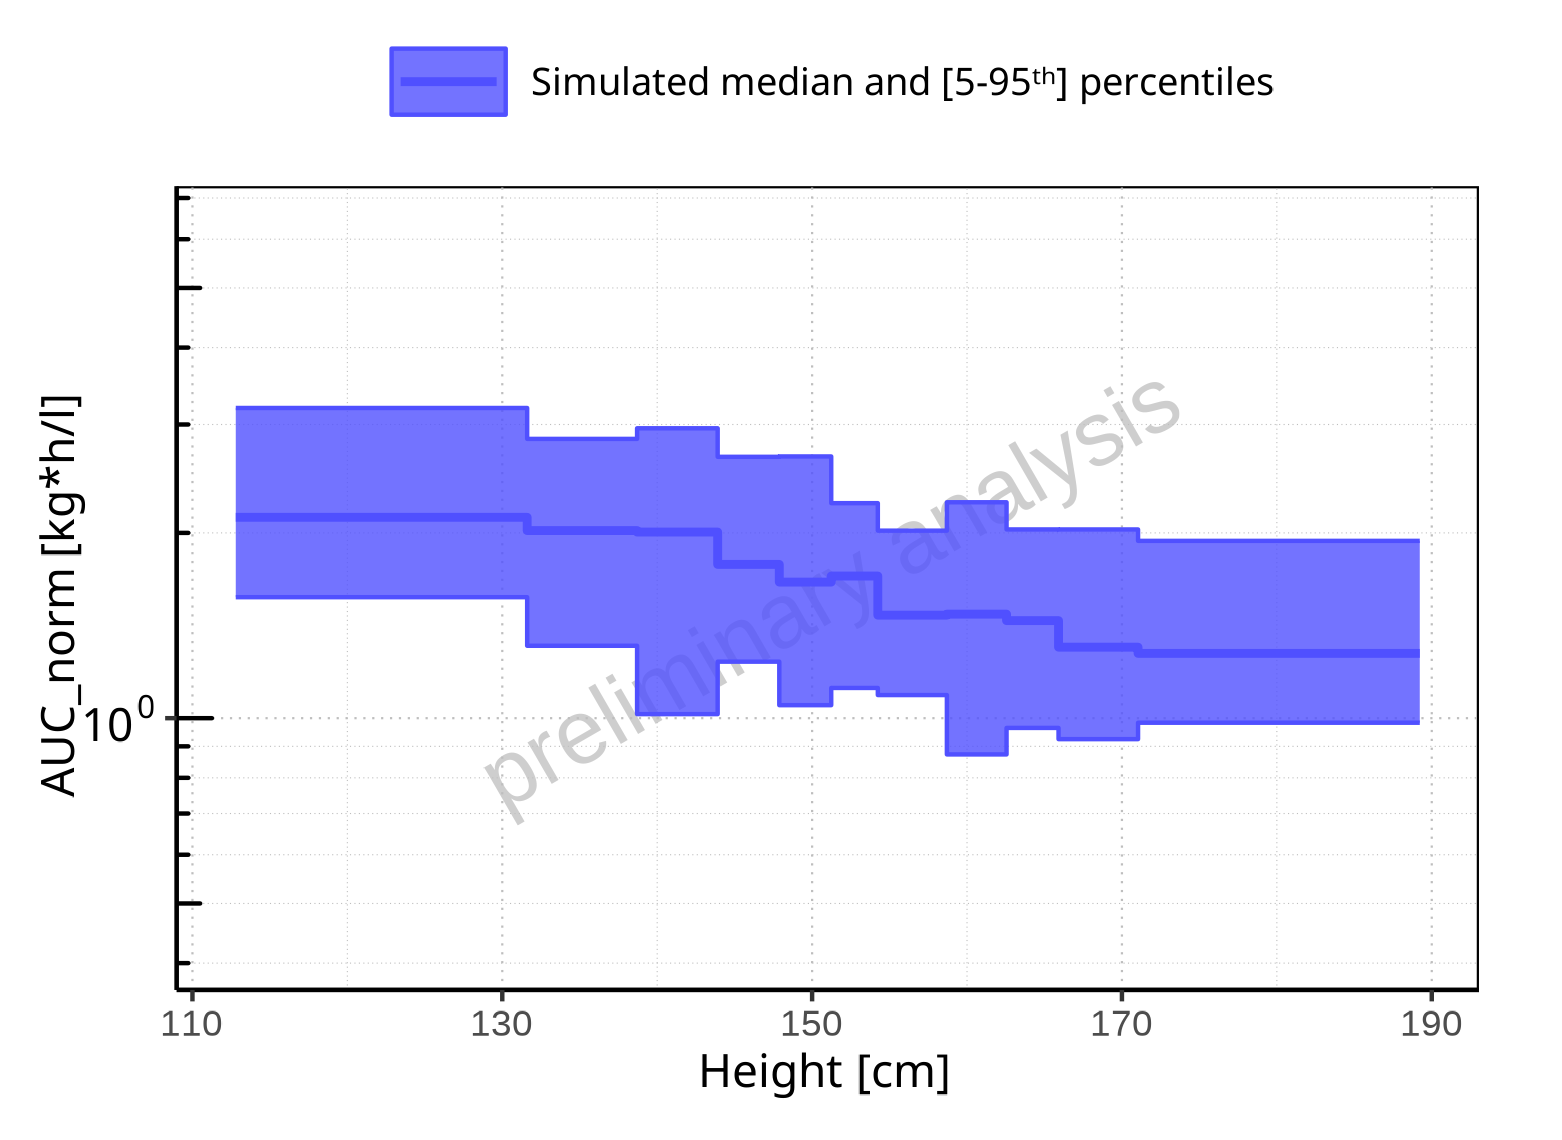 Simulated median and [5-95ᵗʰ] percentiles
AUC_norm [kg*h/l]
10⁰
preliminary analysis
110 130 150 170 190
Height [cm]